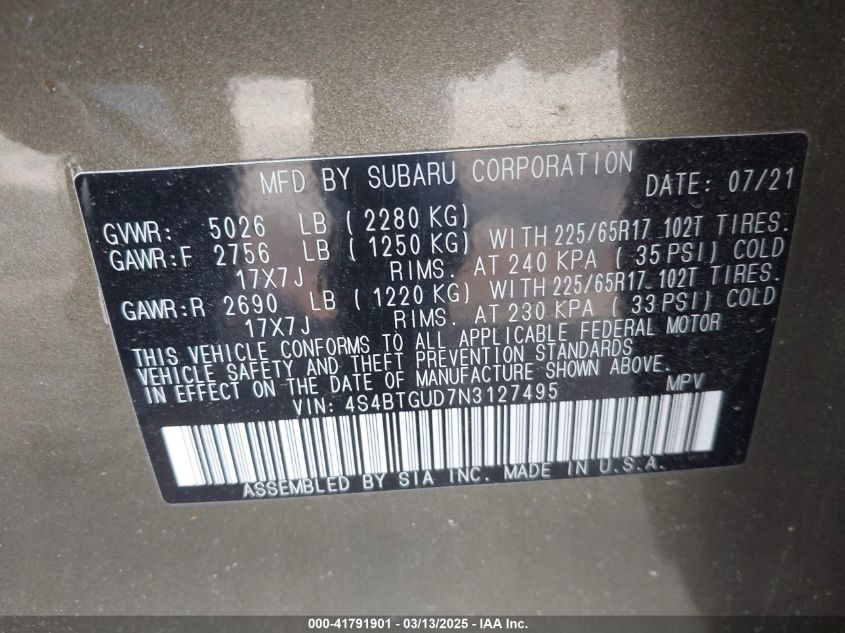 MFD BY SUBARU CORPORATION DATE: 07/21
GVWR: 5026 LB ( 2280 KG)
GAWR:F 2756 LB ( 1250 KG) WITH 225/65R17 102T TIRES.
17X7J RIMS. AT 240 KPA ( 35 PSI) COLD
GAWR:R 2690 LB ( 1220 KG) WITH 225/65R17 102T TIRES.
17X7J RIMS. AT 230 KPA ( 33 PSI) COLD
THIS VEHICLE CONFORMS TO ALL APPLICABLE FEDERAL MOTOR
VEHICLE SAFETY AND THEFT PREVENTION STANDARDS
IN EFFECT ON THE DATE OF MANUFACTURE SHOWN ABOVE.
VIN: 4S4BTGUD7N3127495 MPV
ASSEMBLED BY SIA INC. MADE IN U.S.A.
000-41791901 - 03/13/2025 - IAA Inc.